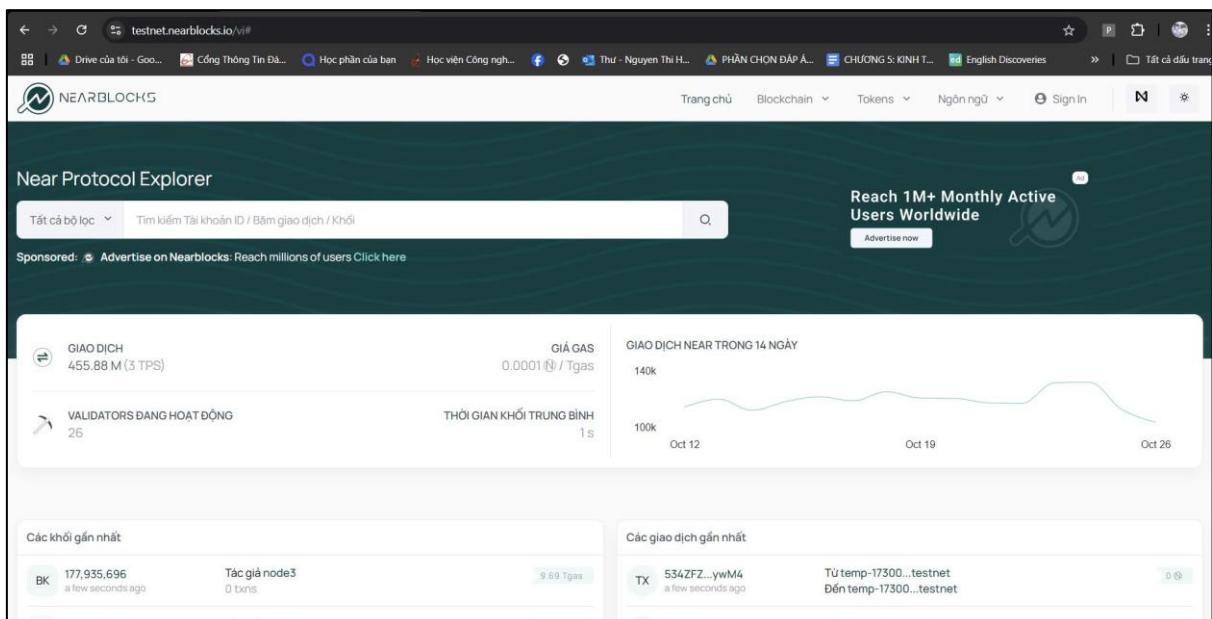 testnet.nearblocks.io/vi#
Drive của tôi - Goo... Cổng Thông Tin Đà... Học phần của bạn Học viện Công ngh... Thư - Nguyen Thi H... PHẦN CHỌN ĐÁP Á... CHƯƠNG 5: KINH T... English Discoveries » Tất cả dấu trang
NEARBLOCKS Trang chủ Blockchain Tokens Ngôn ngữ Sign In
Near Protocol Explorer
Ad
Reach 1M+ Monthly Active
Users Worldwide
Advertise now
Tất cả bộ lọc Tìm kiếm Tài khoản ID / Băm giao dịch / Khối
Sponsored: Advertise on Nearblocks: Reach millions of users Click here
GIAO DỊCH GIÁ GAS
455.88 M (3 TPS) 0.0001 Ⓝ / Tgas
VALIDATORS ĐANG HOẠT ĐỘNG THỜI GIAN KHỐI TRUNG BÌNH
26 1 s
GIAO DỊCH NEAR TRONG 14 NGÀY
140k
100k
Oct 12 Oct 19 Oct 26
Các khối gần nhất
BK 177,935,696 Tác giả node3 9.69 Tgas
a few seconds ago 0 txns
Các giao dịch gần nhất
TX 534ZFZ...ywM4 Từ temp-17300...testnet 0 Ⓝ
a few seconds ago Đến temp-17300...testnet